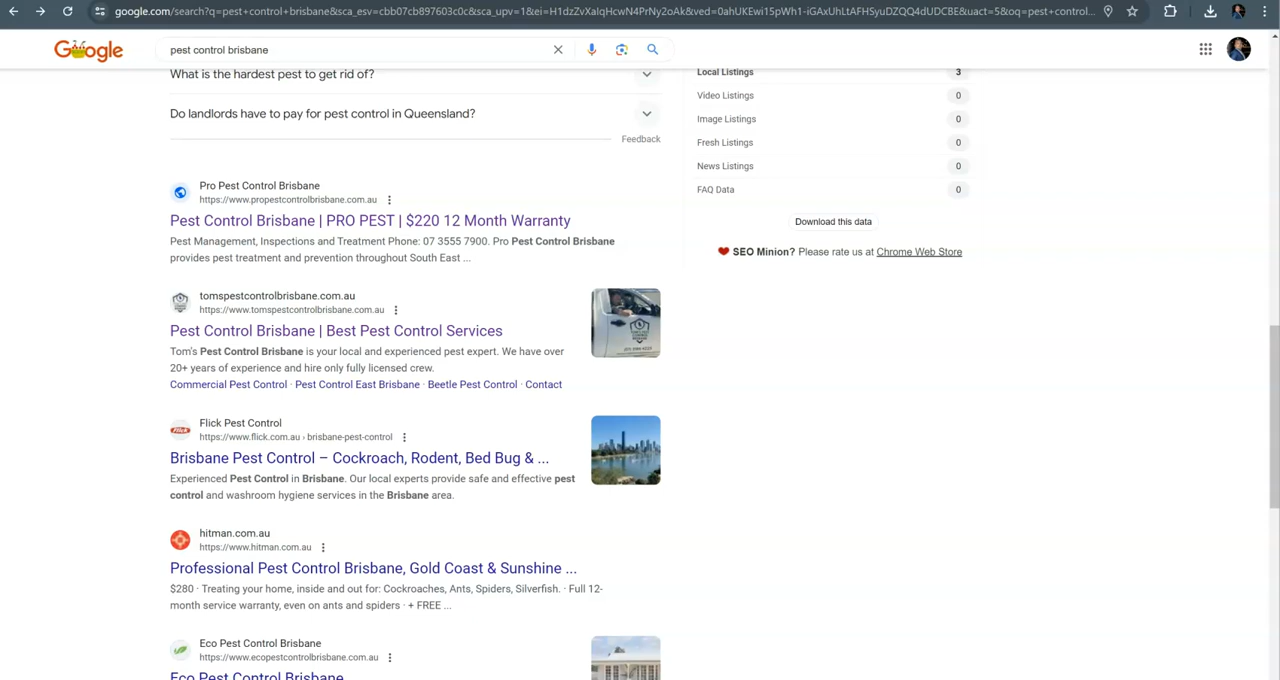 google.com/search?q=pest+control+brisbane&sca_esv=cbb07cb897603c0c&sca_upv=1&ei=H1dzZvXaIqHcwN4PrNy2oAk&ved=0ahUKEwi15pWh1-iGAxUhLtAFHSyuDZQQ4dUDCBE&uact=5&oq=pest+control...
Google
pest control brisbane
What is the hardest pest to get rid of?
Do landlords have to pay for pest control in Queensland?
Feedback
Pro Pest Control Brisbane
https://www.propestcontrolbrisbane.com.au
Pest Control Brisbane | PRO PEST | $220 12 Month Warranty
Pest Management, Inspections and Treatment Phone: 07 3555 7900. Pro Pest Control Brisbane
provides pest treatment and prevention throughout South East ...
tomspestcontrolbrisbane.com.au
https://www.tomspestcontrolbrisbane.com.au
Pest Control Brisbane | Best Pest Control Services
Tom's Pest Control Brisbane is your local and experienced pest expert. We have over
20+ years of experience and hire only fully licensed crew.
Commercial Pest Control · Pest Control East Brisbane · Beetle Pest Control · Contact
Flick
Flick Pest Control
https://www.flick.com.au › brisbane-pest-control
Brisbane Pest Control – Cockroach, Rodent, Bed Bug & ...
Experienced Pest Control in Brisbane. Our local experts provide safe and effective pest
control and washroom hygiene services in the Brisbane area.
hitman.com.au
https://www.hitman.com.au
Professional Pest Control Brisbane, Gold Coast & Sunshine ...
$280 · Treating your home, inside and out for: Cockroaches, Ants, Spiders, Silverfish. · Full 12-
month service warranty, even on ants and spiders · + FREE ...
Eco Pest Control Brisbane
https://www.ecopestcontrolbrisbane.com.au
Eco Pest Control Brisbane
Local Listings 3
Video Listings 0
Image Listings 0
Fresh Listings 0
News Listings 0
FAQ Data 0
Download this data
SEO Minion? Please rate us at Chrome Web Store